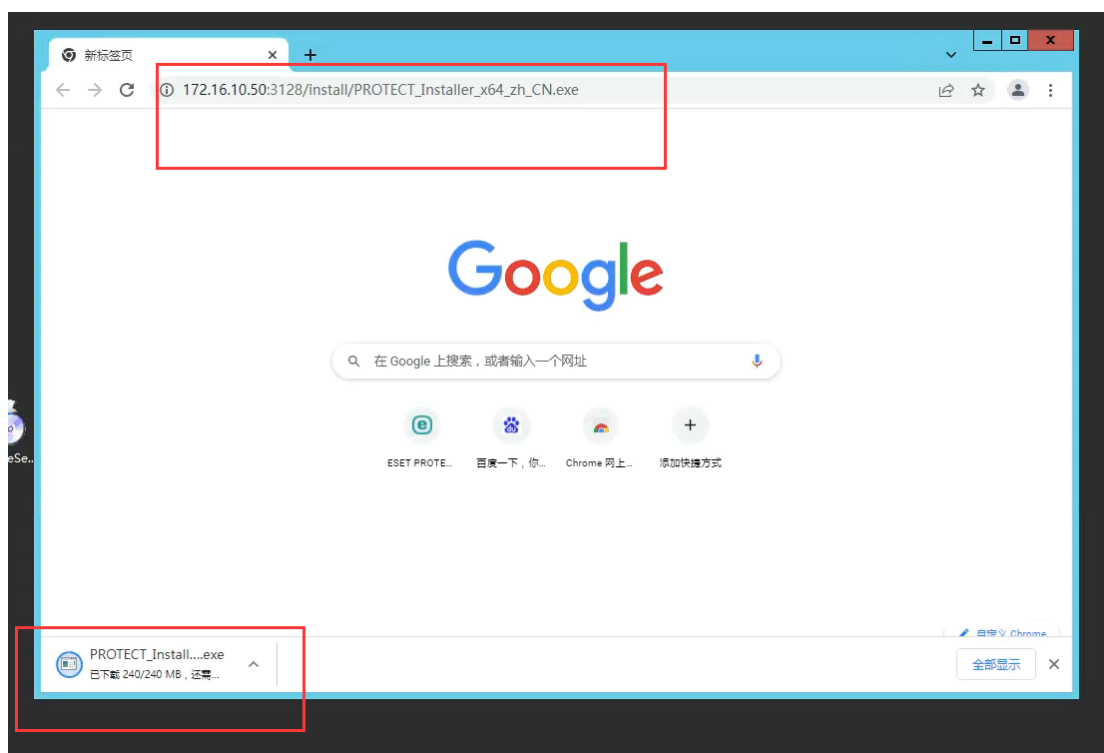 新标签页
172.16.10.50:3128/install/PROTECT_Installer_x64_zh_CN.exe
Google
在 Google 上搜索，或者输入一个网址
ESET PROTE...
百度一下，你...
Chrome 网上...
添加快捷方式
eSe...
自定义 Chrome
PROTECT_Install....exe
已下载 240/240 MB，还需...
全部显示